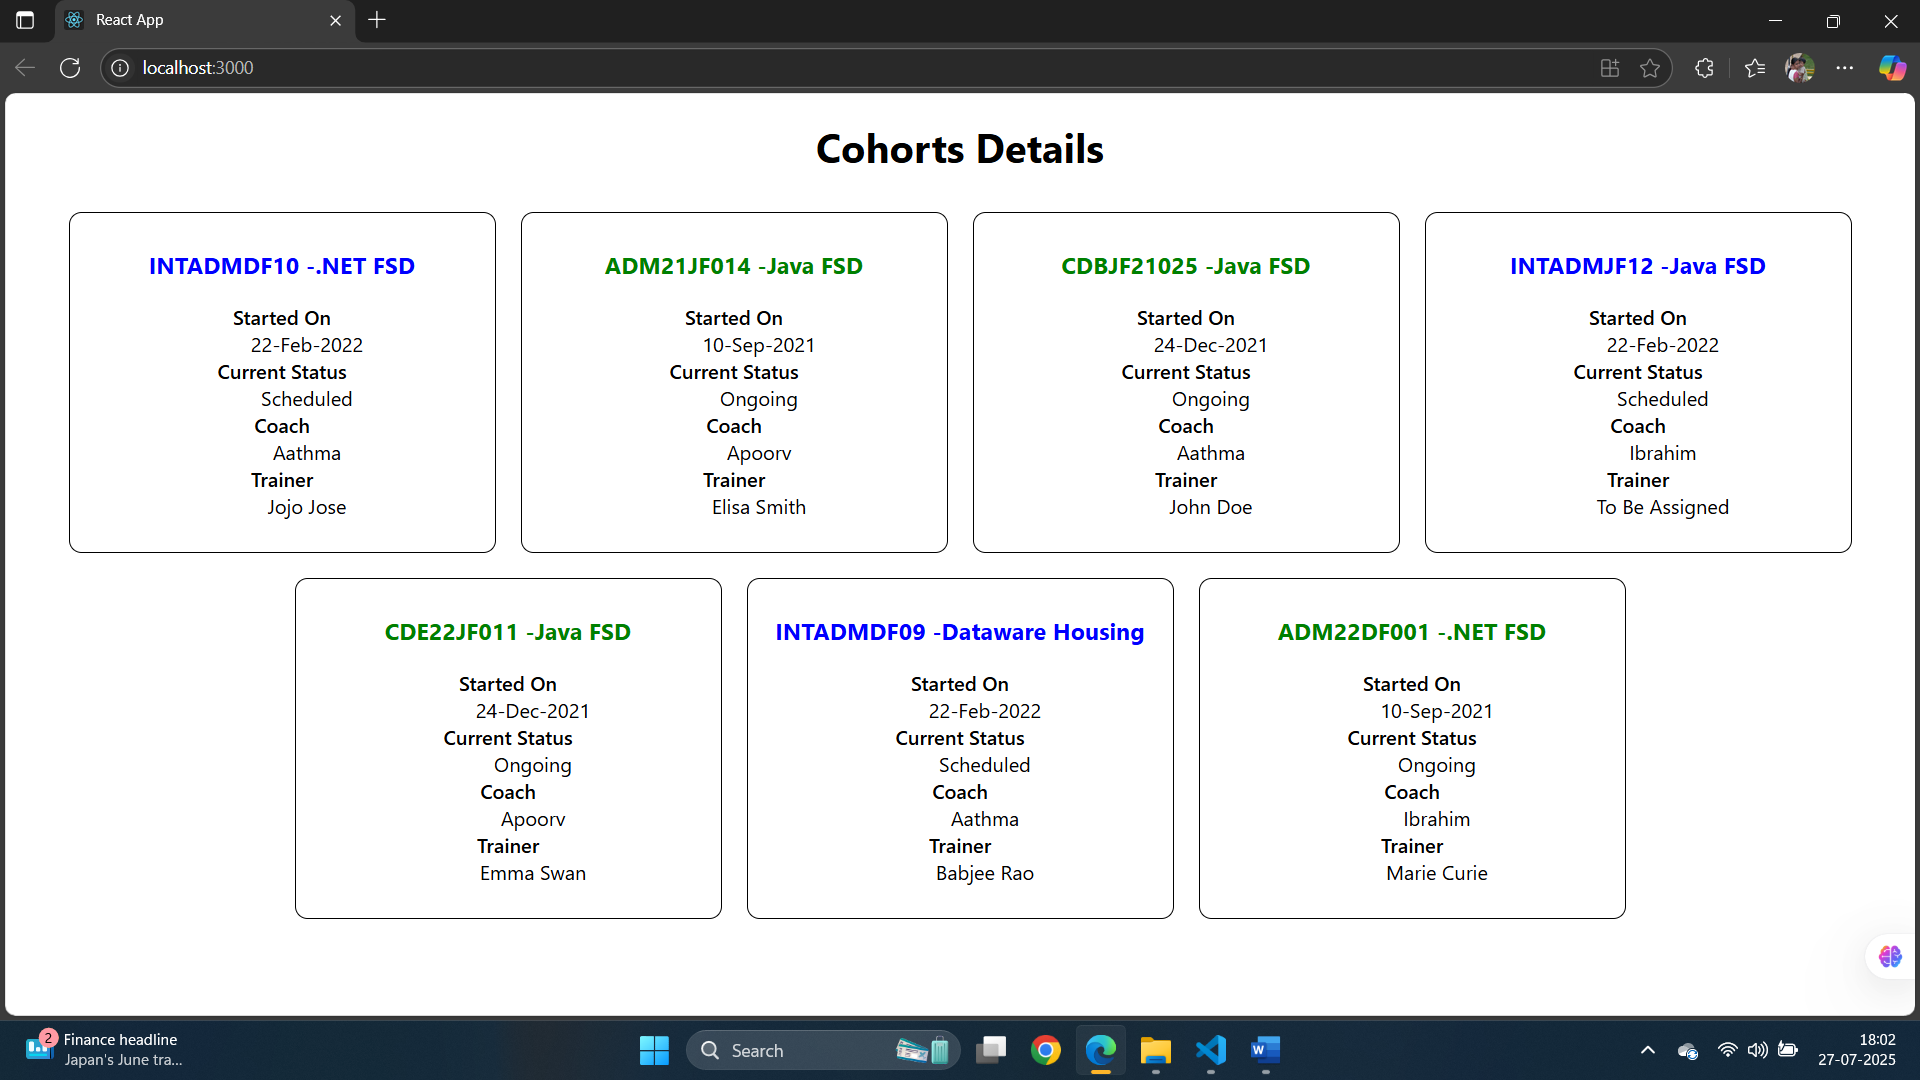 React App
localhost:3000
Cohorts Details
INTADMDF10 -.NET FSD
Started On
22-Feb-2022
Current Status
Scheduled
Coach
Aathma
Trainer
Jojo Jose
ADM21JF014 -Java FSD
Started On
10-Sep-2021
Current Status
Ongoing
Coach
Apoorv
Trainer
Elisa Smith
CDBJF21025 -Java FSD
Started On
24-Dec-2021
Current Status
Ongoing
Coach
Aathma
Trainer
John Doe
INTADMJF12 -Java FSD
Started On
22-Feb-2022
Current Status
Scheduled
Coach
Ibrahim
Trainer
To Be Assigned
CDE22JF011 -Java FSD
Started On
24-Dec-2021
Current Status
Ongoing
Coach
Apoorv
Trainer
Emma Swan
INTADMDF09 -Dataware Housing
Started On
22-Feb-2022
Current Status
Scheduled
Coach
Aathma
Trainer
Babjee Rao
ADM22DF001 -.NET FSD
Started On
10-Sep-2021
Current Status
Ongoing
Coach
Ibrahim
Trainer
Marie Curie
2
Finance headline
Japan's June tra...
Search
W
18:02
27-07-2025